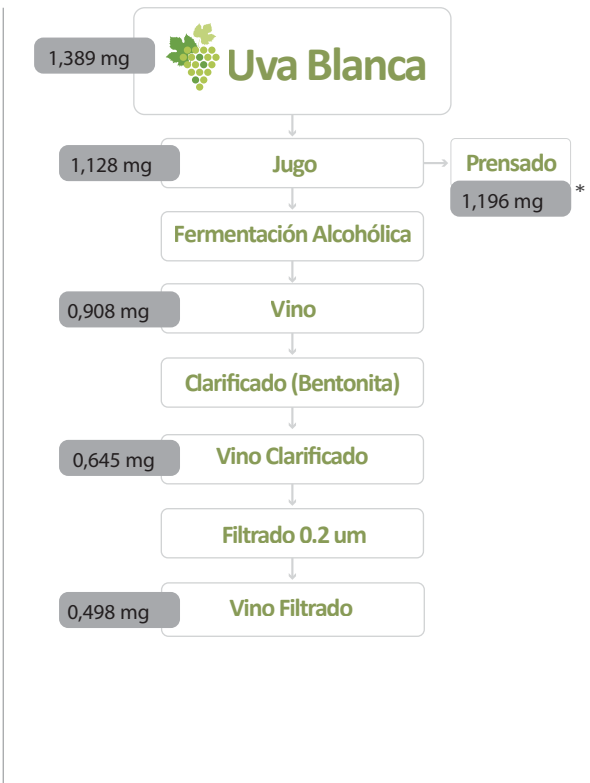 1,389 mg
Uva Blanca
1,128 mg
Jugo
Prensado
1,196 mg *
Fermentación Alcohólica
0,908 mg
Vino
Clarificado (Bentonita)
0,645 mg
Vino Clarificado
Filtrado 0.2 um
0,498 mg
Vino Filtrado